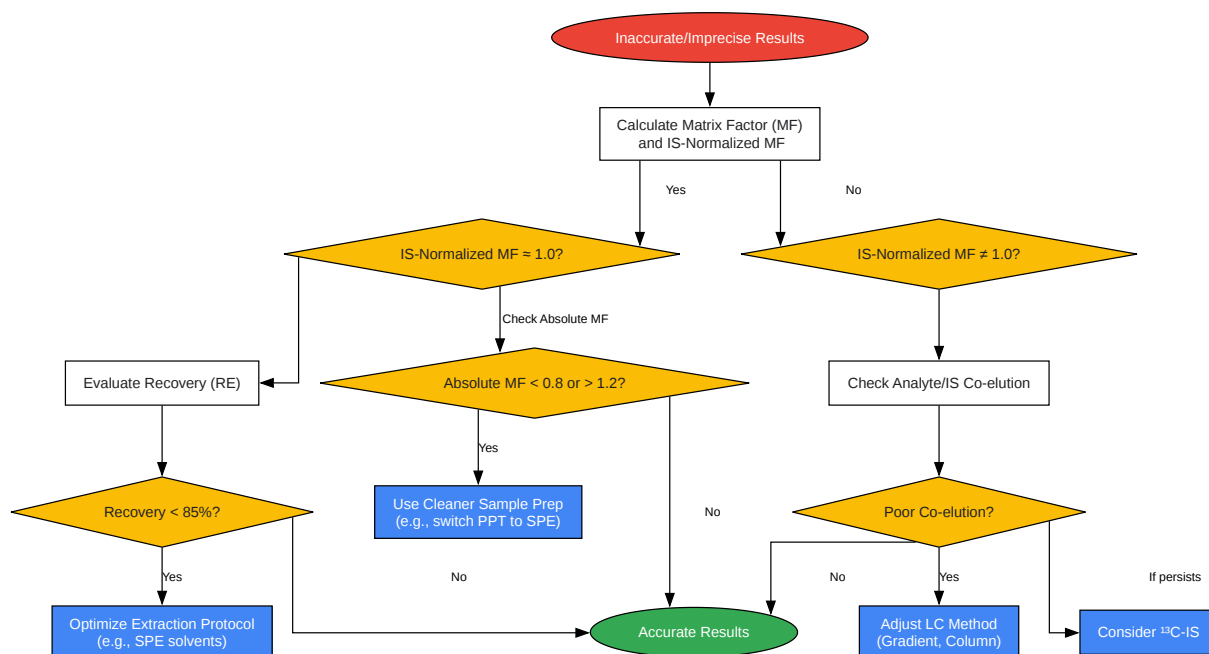 Inaccurate/Imprecise Results
Calculate Matrix Factor (MF)
and IS-Normalized MF
Yes
No
IS-Normalized MF ≈ 1.0?
IS-Normalized MF ≠ 1.0?
Check Absolute MF
Evaluate Recovery (RE)
Absolute MF < 0.8 or > 1.2?
Check Analyte/IS Co-elution
Yes
Use Cleaner Sample Prep
(e.g., switch PPT to SPE)
Recovery < 85%?
No
Poor Co-elution?
Yes
No
No
Yes
If persists
Optimize Extraction Protocol
(e.g., SPE solvents)
Accurate Results
Adjust LC Method
(Gradient, Column)
Consider ¹³C-IS